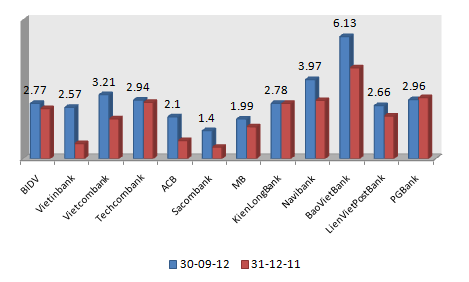 6.13
3.97
3.21
2.77
2.57
2.94
2.1
1.4
1.99
2.78
2.66
2.96
BIDV
Vietinbank
Vietcombank
Techcombank
ACB
Sacombank
MB
KienLongBank
Navibank
BaoVietBank
LienVietPostBank
PGBank
30-09-12
31-12-11